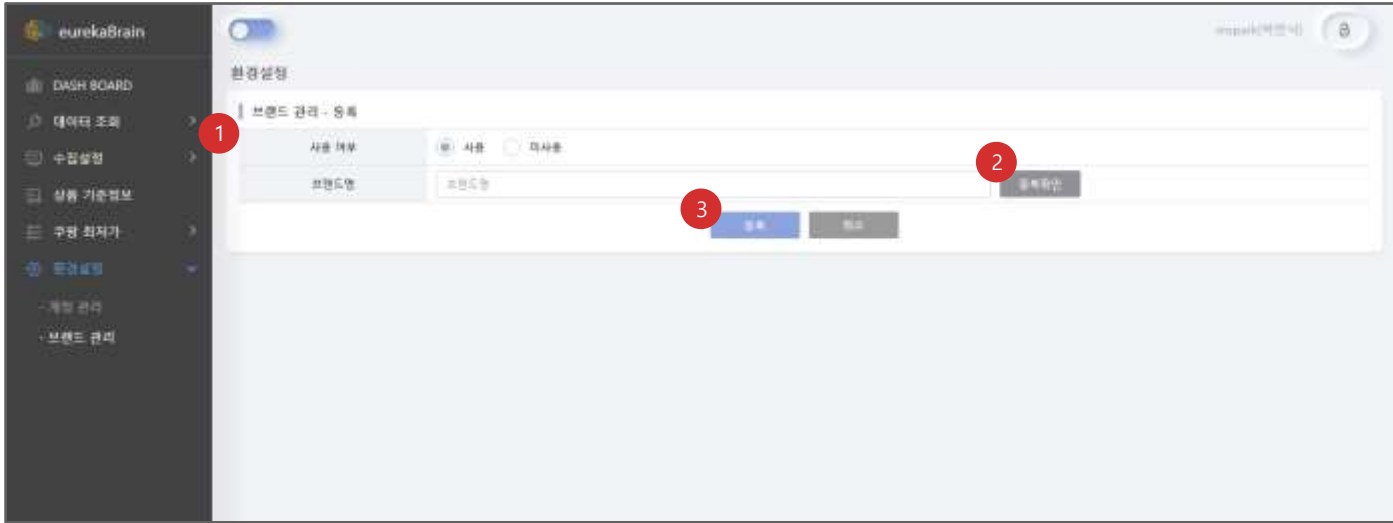 eurekaBrain
환경설정
DASH BOARD
브랜드 관리 - 등록
데이터 조회
1
사용 여부
사용
미사용
수집설정
2
브랜드명
브랜드명
중복확인
상품 기준정보
3
등록
취소
쿠팡 최저가
환경설정
- 계정 관리
- 브랜드 관리